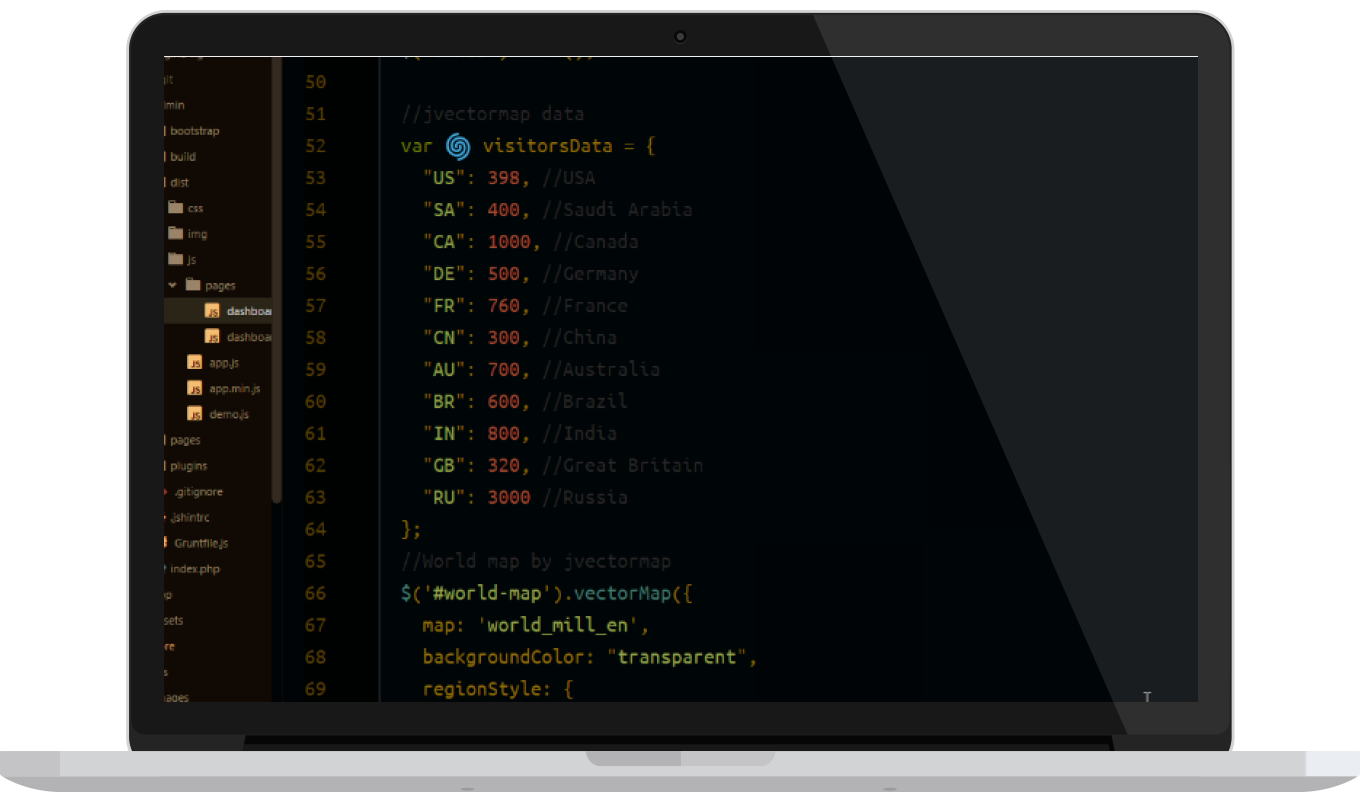 min
bootstrap
build
dist
css
img
js
pages
JS dashboa
JS dashboa
JS app.js
JS app.min.js
JS demo.js
pages
plugins
.gitignore
.jshintrc
Gruntfile.js
index.php
sets
re
s
ages
50
51 //jvectormap data
52 var visitorsData = {
53 "US": 398, //USA
54 "SA": 400, //Saudi Arabia
55 "CA": 1000, //Canada
56 "DE": 500, //Germany
57 "FR": 760, //France
58 "CN": 300, //China
59 "AU": 700, //Australia
60 "BR": 600, //Brazil
61 "IN": 800, //India
62 "GB": 320, //Great Britain
63 "RU": 3000 //Russia
64 };
65 //World map by jvectormap
66 $('#world-map').vectorMap({
67 map: 'world_mill_en',
68 backgroundColor: "transparent",
69 regionStyle: {